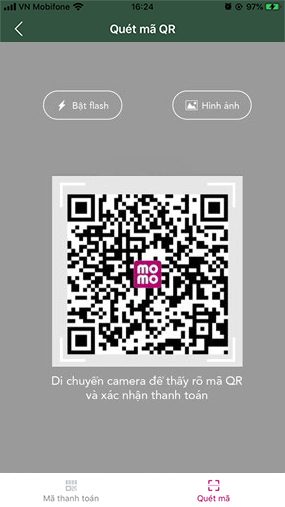 VN Mobifone 16:24 97%
Quét mã QR
Bật flash Hình ảnh
mo
mo
Di chuyển camera để thấy rõ mã QR
và xác nhận thanh toán
Mã thanh toán Quét mã